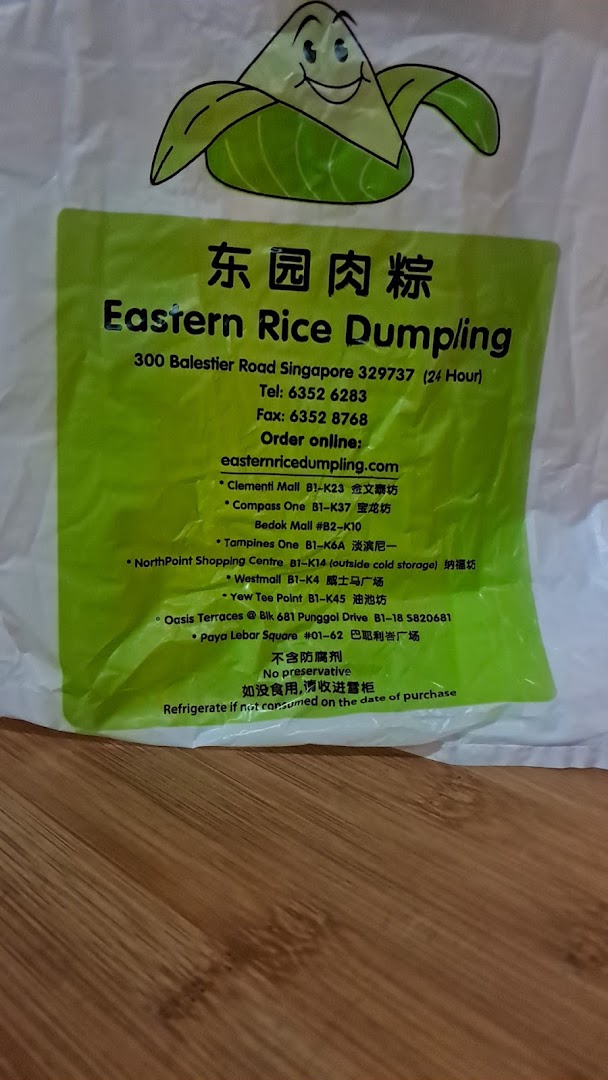 东园肉粽
Eastern Rice Dumpling
300 Balestier Road Singapore 329737 (24 Hour)
Tel: 6352 6283
Fax: 6352 8768
Order online:
easternricedumpling.com
* Clementi Mall B1-K23 金文泰坊
* Compass One B1-K37 宝龙坊
Bedok Mall #B2-K10
* Tampines One B1-K6A 淡滨尼一
* NorthPoint Shopping Centre B1-K14 (outside cold storage) 纳福坊
* Westmall B1-K4 威士马广场
* Yew Tee Point B1-K45 油池坊
* Oasis Terraces @ Blk 681 Punggol Drive B1-18 S820681
* Paya Lebar Square #01-62 巴耶利峇广场
不含防腐剂
No preservative
如没食用,请收进雪柜
Refrigerate if not consumed on the date of purchase